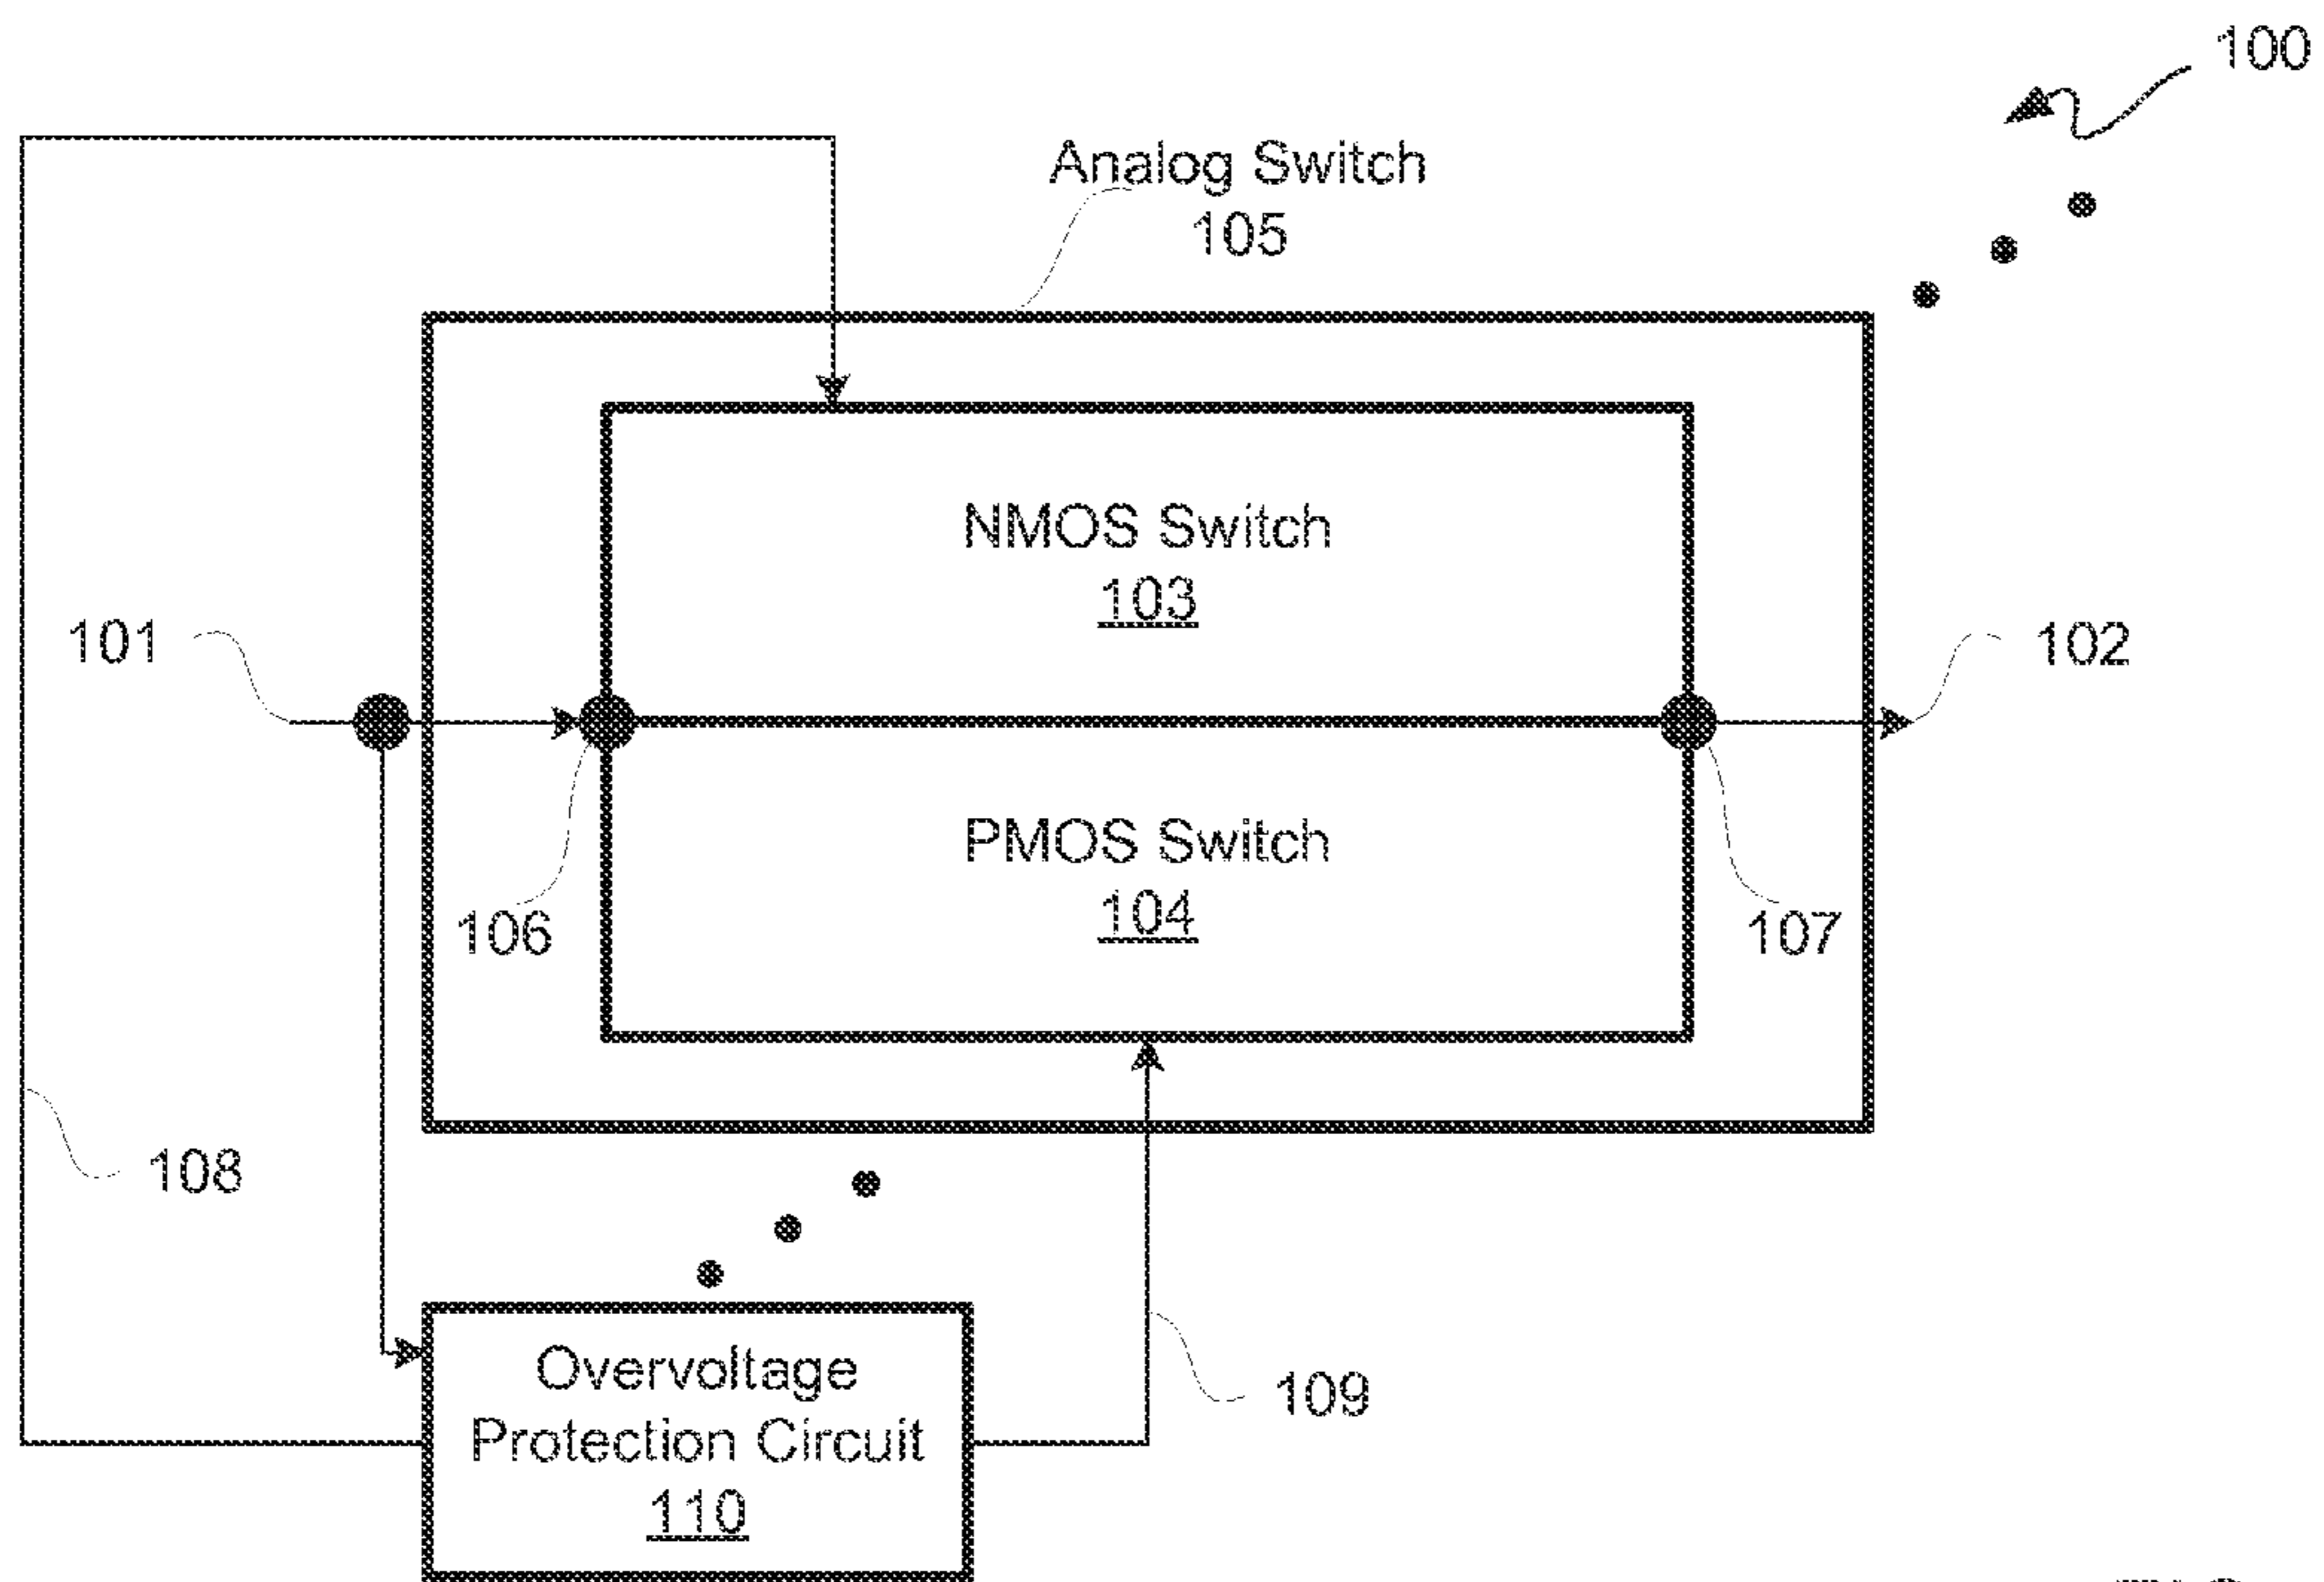 100
Analog Switch
105
NMOS Switch
103
101
102
PMOS Switch
104
106
107
108
109
Overvoltage
Protection Circuit
110